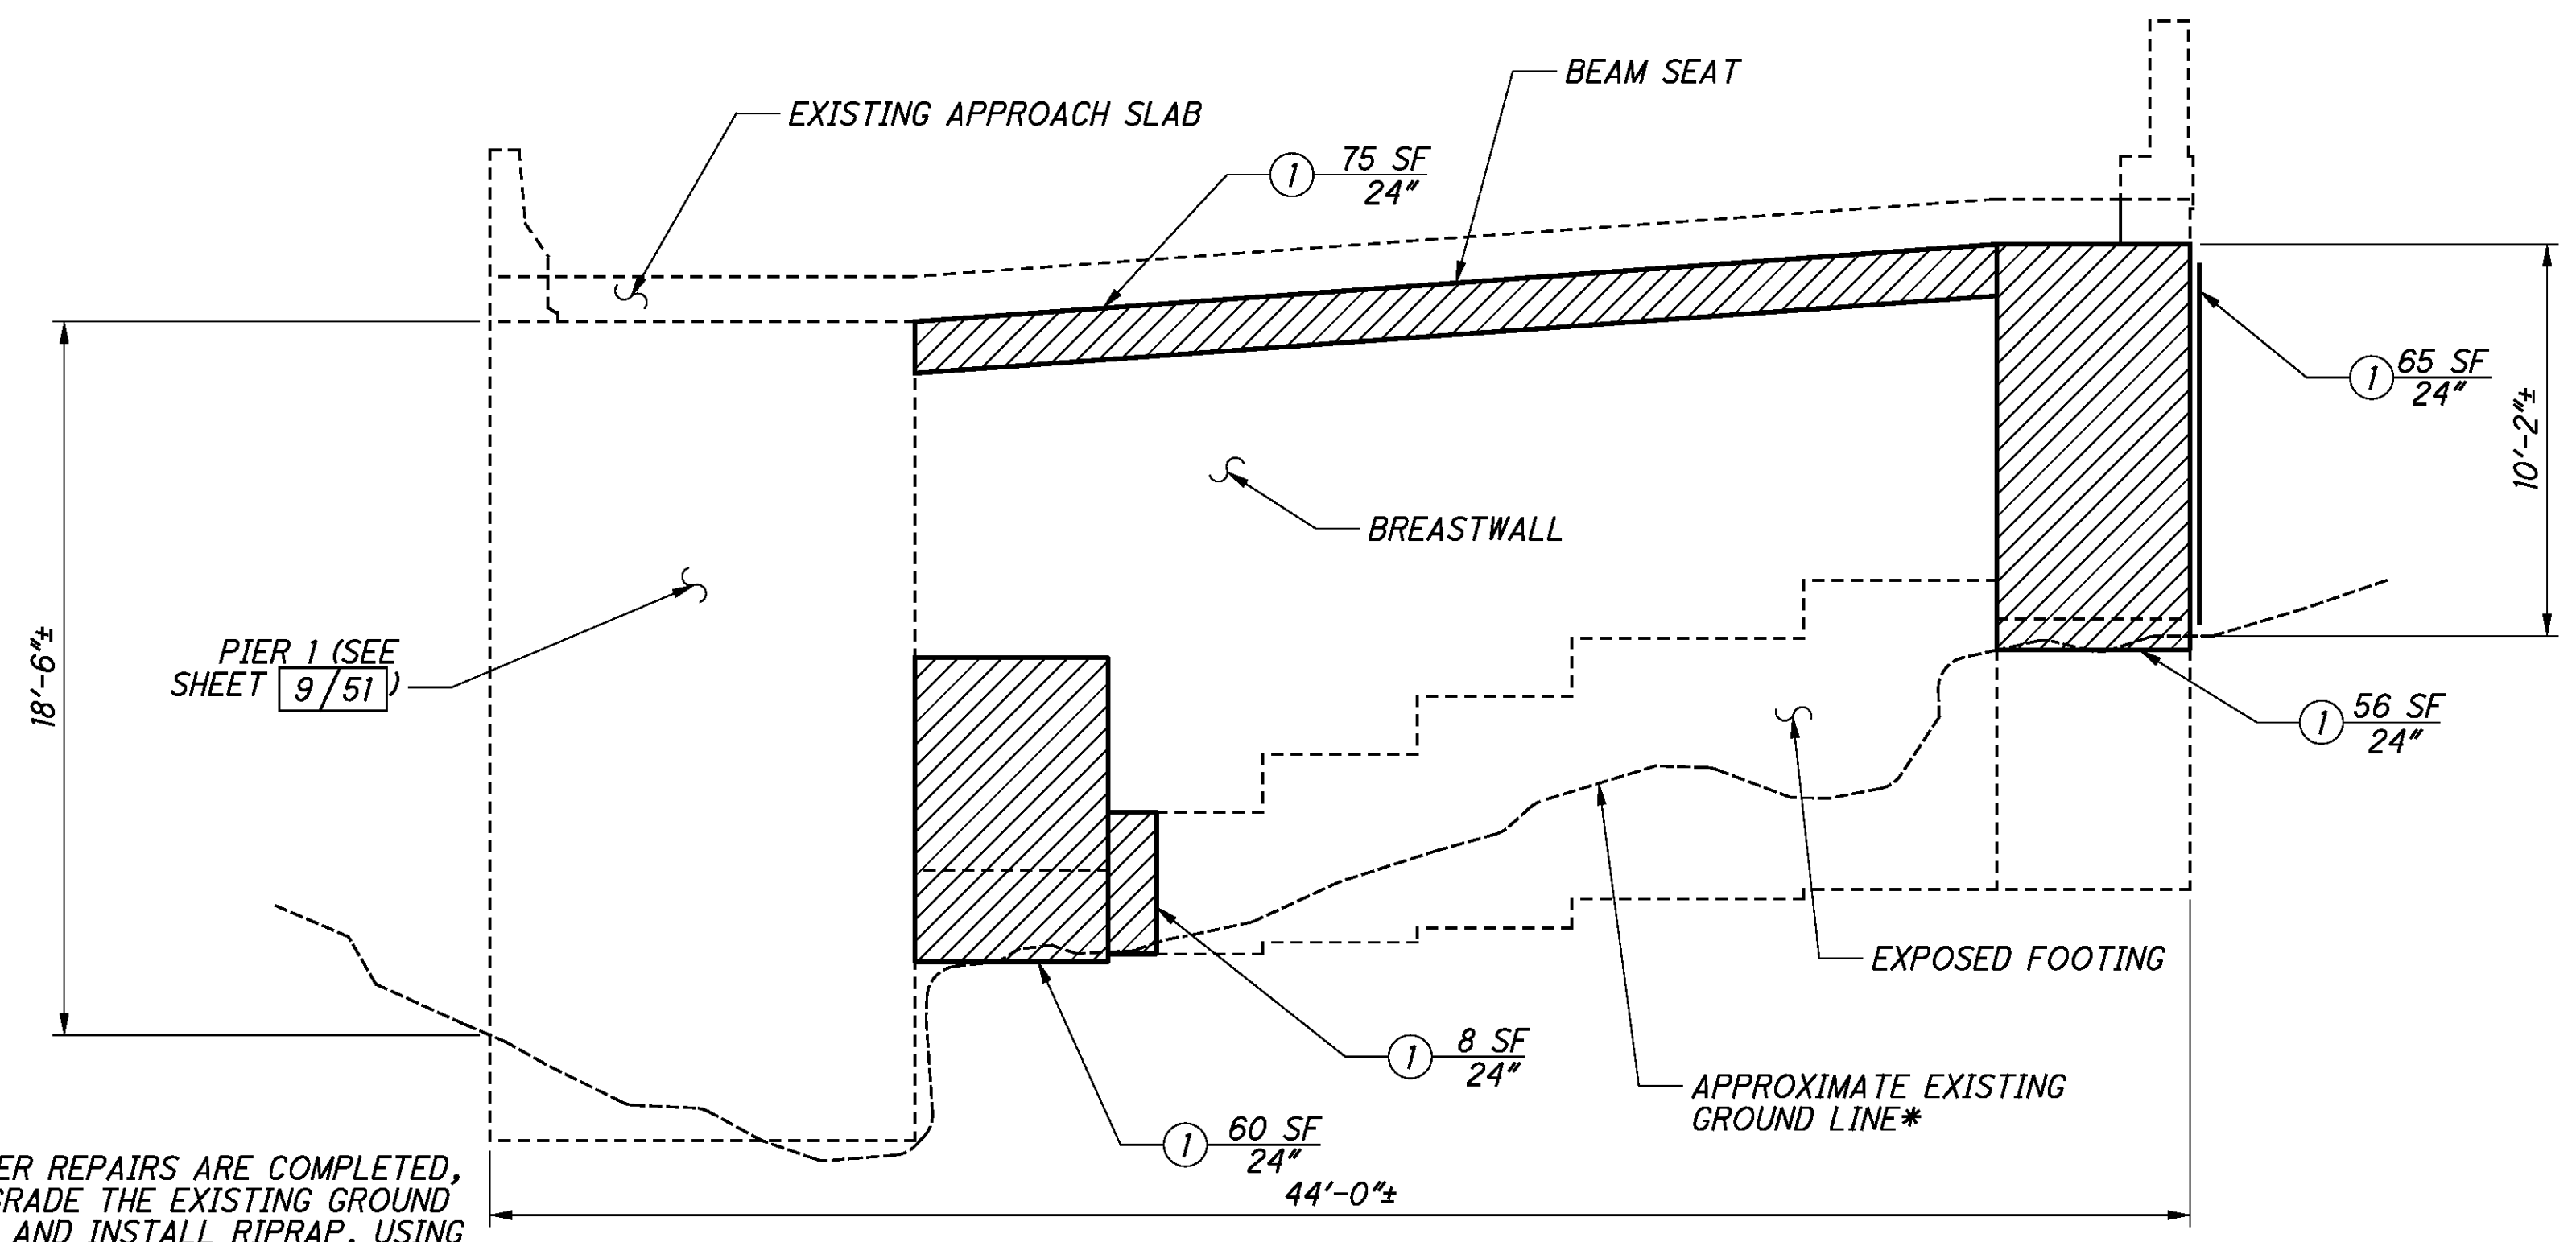 BEAM SEAT
EXISTING APPROACH SLAB
1 75 SF
24"
1 65 SF
24"
10'-2"±
BREASTWALL
18'-6"±
PIER 1 (SEE
SHEET 9/51)
1 56 SF
24"
EXPOSED FOOTING
1 8 SF
24"
APPROXIMATE EXISTING
GROUND LINE*
1 60 SF
24"
44'-0"±
REPAIRS ARE COMPLETED,
THE EXISTING GROUND
AND INSTALL RIPRAP, USING